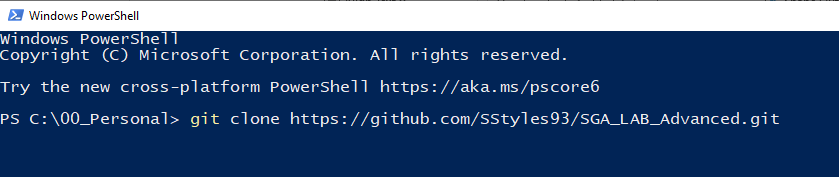 Windows PowerShell
Windows PowerShell
Copyright (C) Microsoft Corporation. All rights reserved.
Try the new cross-platform PowerShell https://aka.ms/pscore6
PS C:\00_Personal> git clone https://github.com/SStyles93/SGA_LAB_Advanced.git